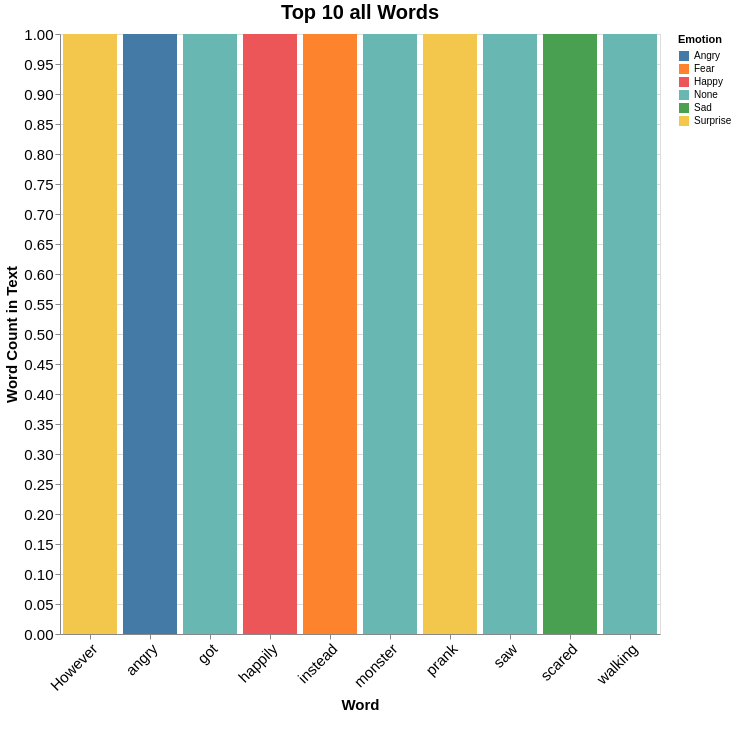 Top 10 all Words
Emotion
Angry
Fear
Happy
None
Sad
Surprise
Word Count in Text
1.00
0.95
0.90
0.85
0.80
0.75
0.70
0.65
0.60
0.55
0.50
0.45
0.40
0.35
0.30
0.25
0.20
0.15
0.10
0.05
0.00
However
angry
got
happily
instead
monster
prank
saw
scared
walking
Word